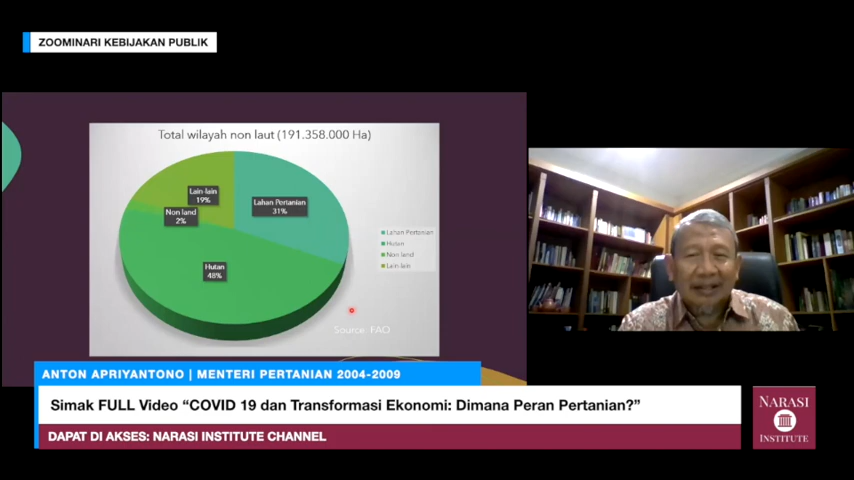 ZOOMINARI KEBIJAKAN PUBLIK
Total wilayah non laut (191.358.000 Ha)
Lain-lain
19%
Lahan Pertanian
31%
Non land
2%
Hutan
48%
Lahan Pertanian
Hutan
Non land
Lain-lain
Source: FAO
ANTON APRIYANTONO | MENTERI PERTANIAN 2004-2009
Simak FULL Video “COVID 19 dan Transformasi Ekonomi: Dimana Peran Pertanian?”
DAPAT DI AKSES: NARASI INSTITUTE CHANNEL
NARASI
INSTITUTE